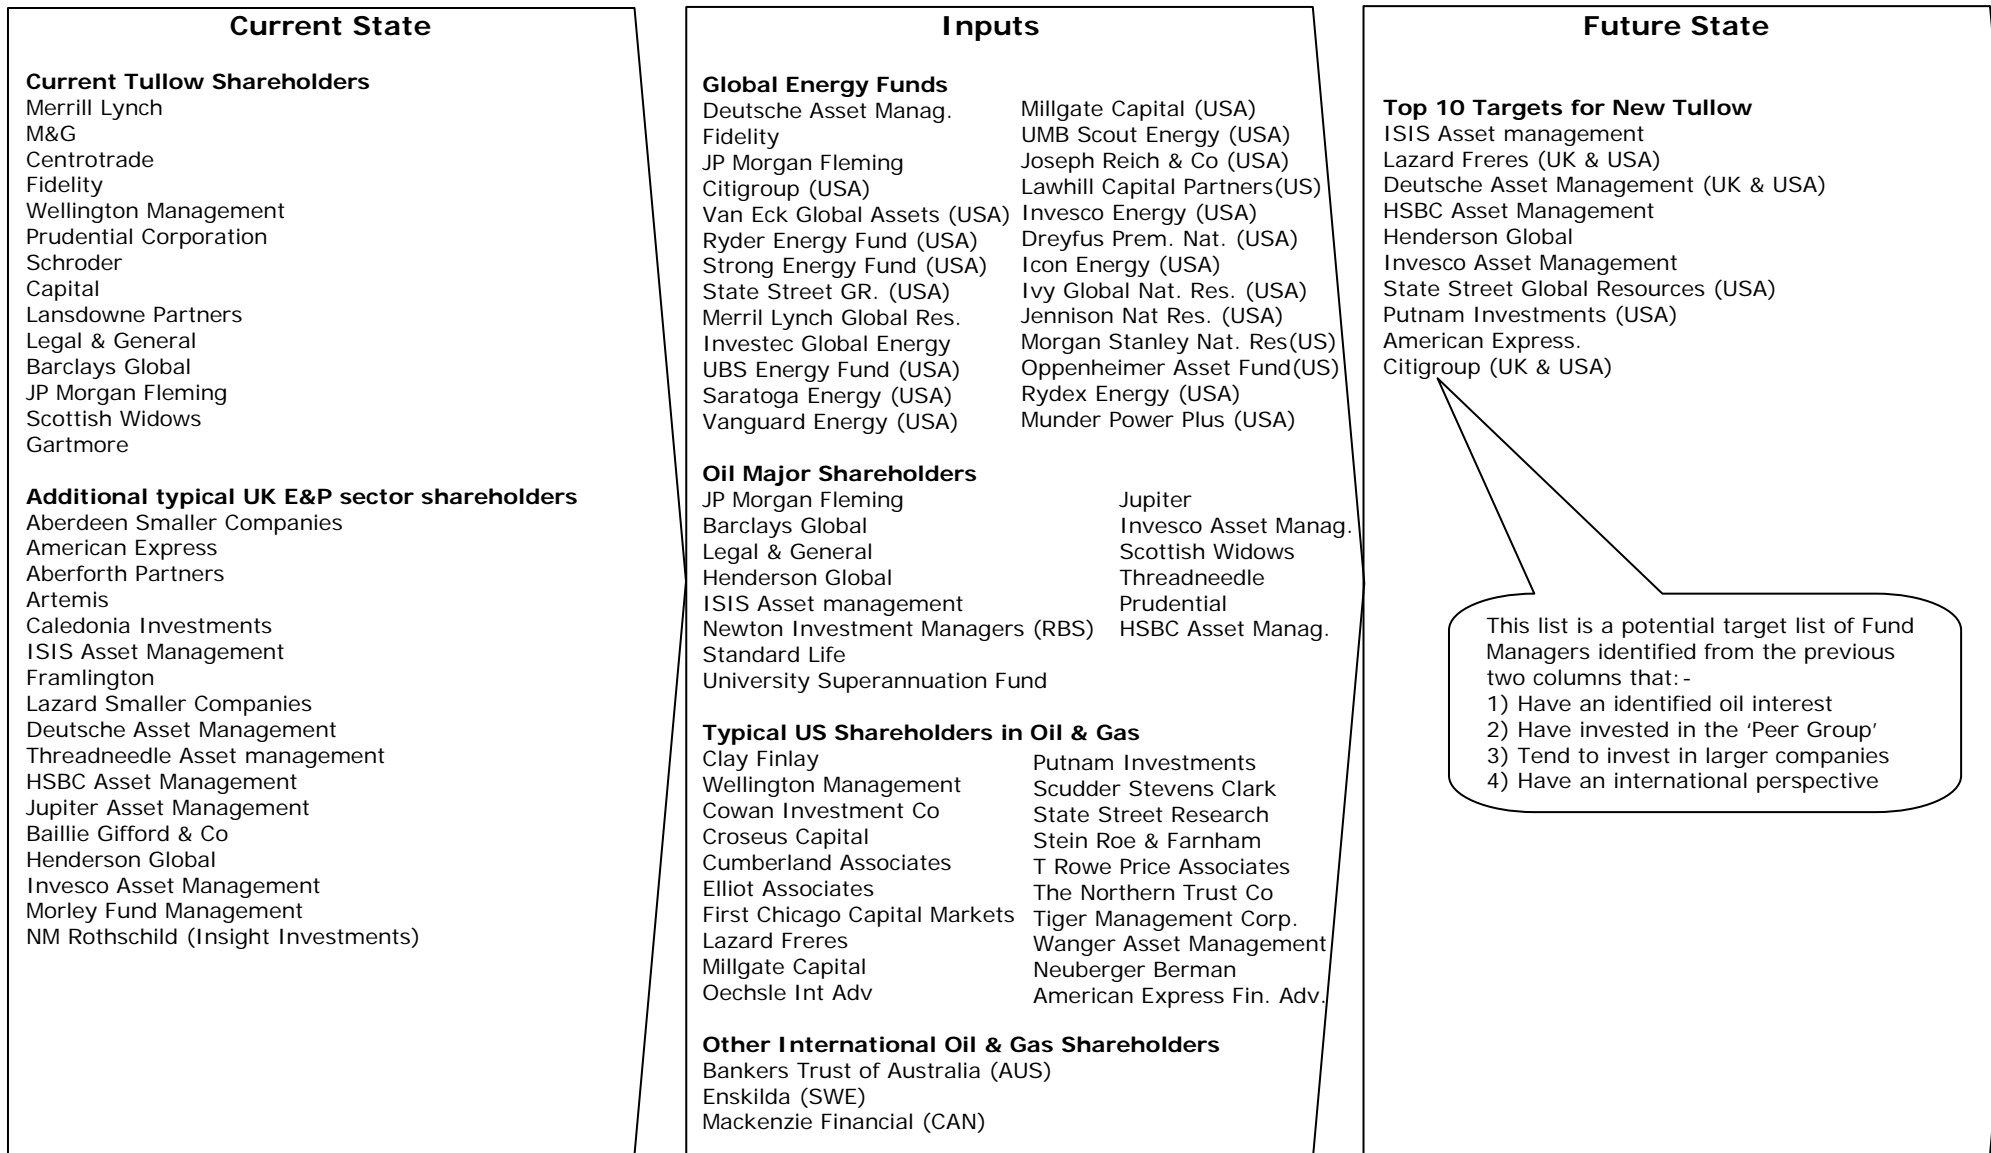 Current State
Current Tullow Shareholders
Merrill Lynch
M&G
Centrotrade
Fidelity
Wellington Management
Prudential Corporation
Schroder
Capital
Lansdowne Partners
Legal & General
Barclays Global
JP Morgan Fleming
Scottish Widows
Gartmore
Additional typical UK E&P sector shareholders
Aberdeen Smaller Companies
American Express
Aberforth Partners
Artemis
Caledonia Investments
ISIS Asset Management
Framlington
Lazard Smaller Companies
Deutsche Asset Management
Threadneedle Asset management
HSBC Asset Management
Jupiter Asset Management
Baillie Gifford & Co
Henderson Global
Invesco Asset Management
Morley Fund Management
NM Rothschild (Insight Investments)
Inputs
Global Energy Funds
Deutsche Asset Manag.
Fidelity
JP Morgan Fleming
Citigroup (USA)
Van Eck Global Assets (USA)
Ryder Energy Fund (USA)
Strong Energy Fund (USA)
State Street GR. (USA)
Merril Lynch Global Res.
Investec Global Energy
UBS Energy Fund (USA)
Saratoga Energy (USA)
Vanguard Energy (USA)
Millgate Capital (USA)
UMB Scout Energy (USA)
Joseph Reich & Co (USA)
Lawhill Capital Partners(US)
Invesco Energy (USA)
Dreyfus Prem. Nat. (USA)
Icon Energy (USA)
Ivy Global Nat. Res. (USA)
Jennison Nat Res. (USA)
Morgan Stanley Nat. Res(US)
Oppenheimer Asset Fund(US)
Rydex Energy (USA)
Munder Power Plus (USA)
Oil Major Shareholders
JP Morgan Fleming
Barclays Global
Legal & General
Henderson Global
ISIS Asset management
Newton Investment Managers (RBS)
Standard Life
University Superannuation Fund
Jupiter
Invesco Asset Manag.
Scottish Widows
Threadneedle
Prudential
HSBC Asset Manag.
Typical US Shareholders in Oil & Gas
Clay Finlay
Wellington Management
Cowan Investment Co
Croseus Capital
Cumberland Associates
Elliot Associates
First Chicago Capital Markets
Lazard Freres
Millgate Capital
Oechsle Int Adv
Putnam Investments
Scudder Stevens Clark
State Street Research
Stein Roe & Farnham
T Rowe Price Associates
The Northern Trust Co
Tiger Management Corp.
Wanger Asset Management
Neuberger Berman
American Express Fin. Adv.
Other International Oil & Gas Shareholders
Bankers Trust of Australia (AUS)
Enskilda (SWE)
Mackenzie Financial (CAN)
Future State
Top 10 Targets for New Tullow
ISIS Asset management
Lazard Freres (UK & USA)
Deutsche Asset Management (UK & USA)
HSBC Asset Management
Henderson Global
Invesco Asset Management
State Street Global Resources (USA)
Putnam Investments (USA)
American Express.
Citigroup (UK & USA)
This list is a potential target list of Fund
Managers identified from the previous
two columns that:-
1) Have an identified oil interest
2) Have invested in the ‘Peer Group’
3) Tend to invest in larger companies
4) Have an international perspective